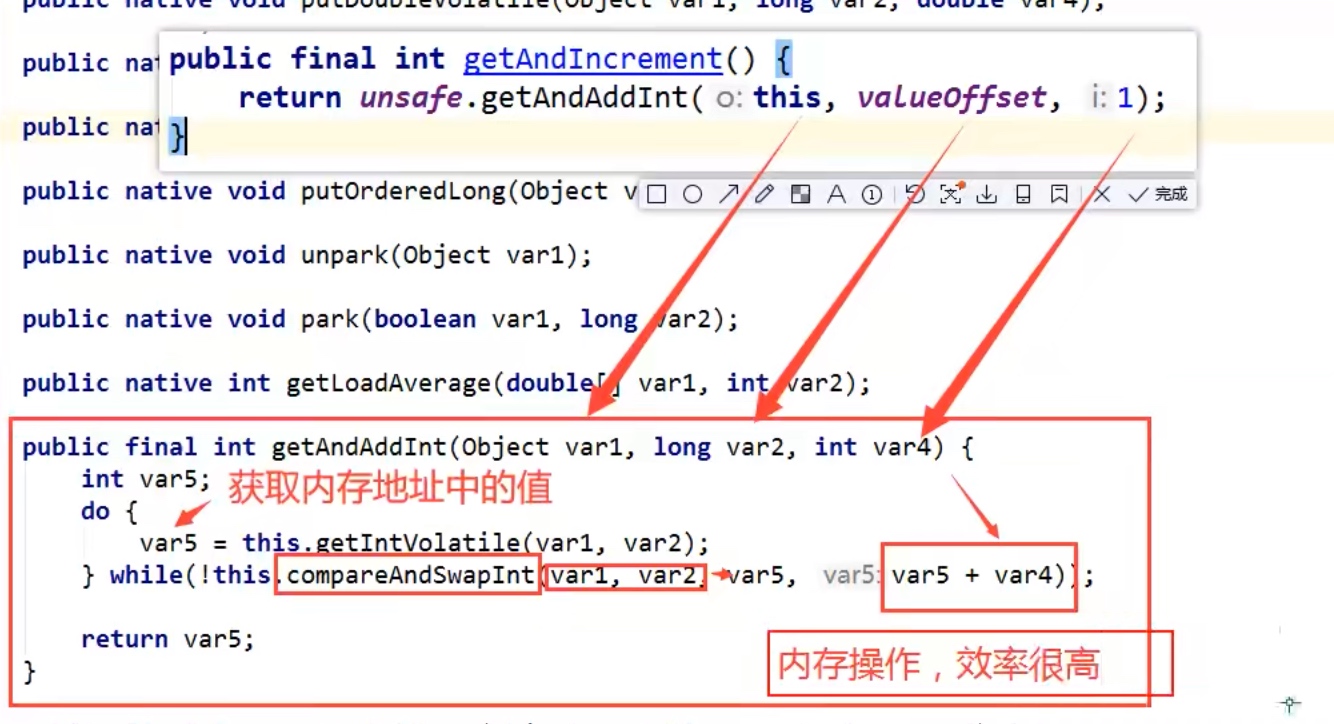 public native void putDoubleVolatile(Object var1, long var2, double var4);
public nat
public final int getAndIncrement() {
return unsafe.getAndAddInt( o: this, valueOffset, i: 1);
public nat
}
public native void putOrderedLong(Object v
A ① 完成
public native void unpark(Object var1);
public native void park(boolean var1, long var2);
public native int getLoadAverage(double[] var1, int var2);
public final int getAndAddInt(Object var1, long var2, int var4) {
int var5; 获取内存地址中的值
do {
var5 = this.getIntVolatile(var1, var2);
} while(!this.compareAndSwapInt(var1, var2, var5, var5: var5 + var4));
return var5;
内存操作，效率很高
}